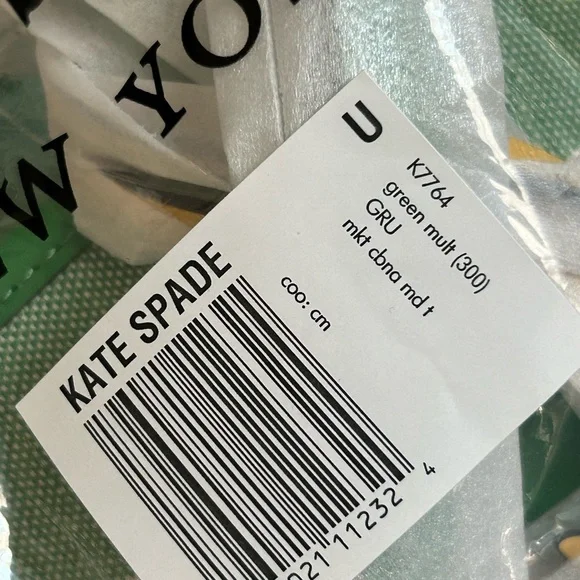 YO
W
U
K7764
green mult (300)
GRU
mkt cbna md t
coo: cm
KATE SPADE
021 11232 4